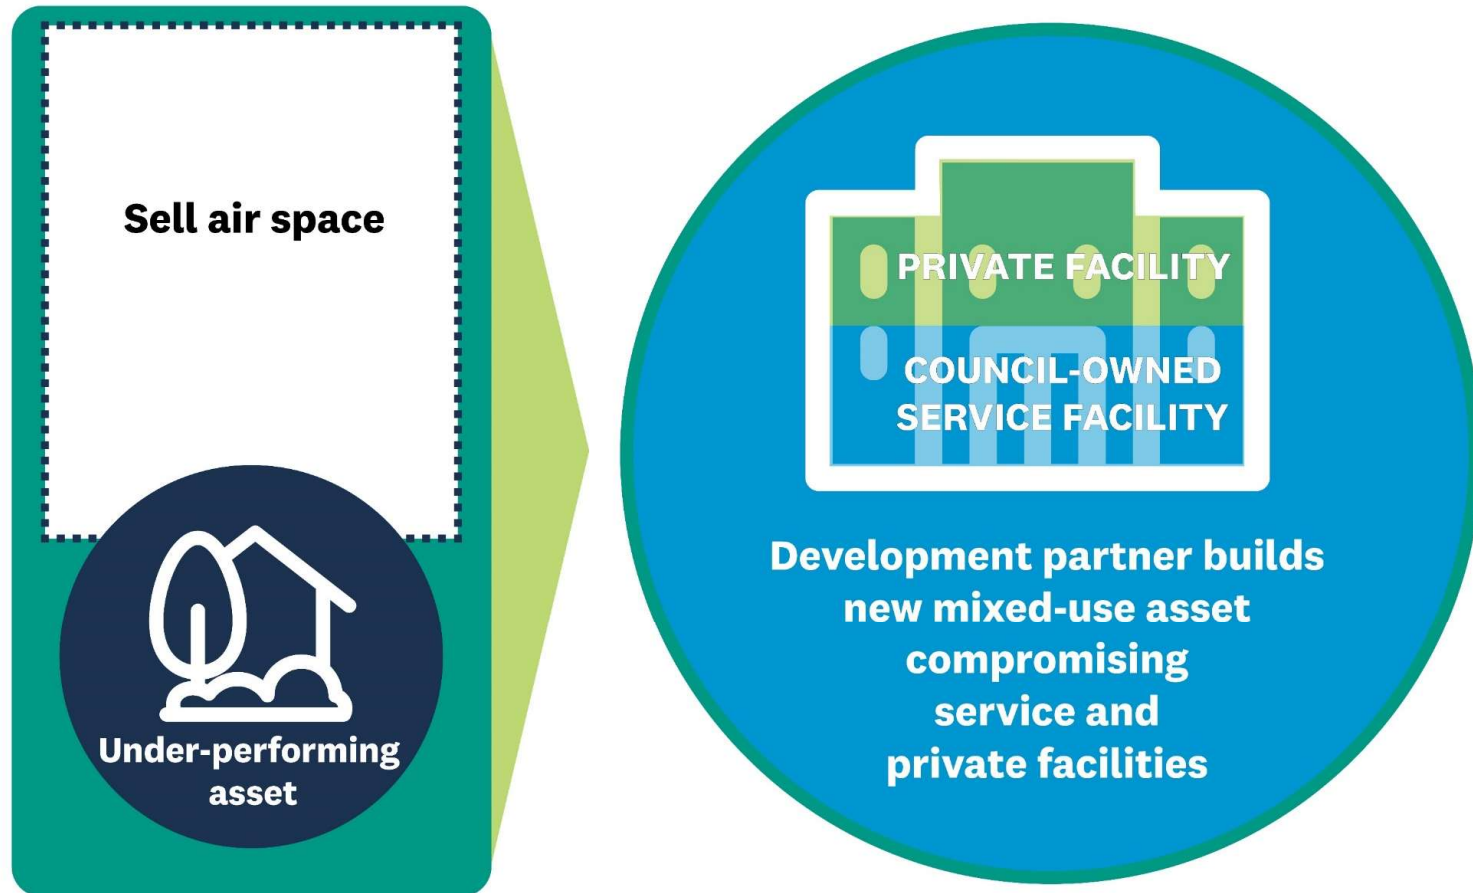 Sell air space
Under-performing
asset
PRIVATE FACILITY
COUNCIL-OWNED
SERVICE FACILITY
Development partner builds
new mixed-use asset
compromising
service and
private facilities